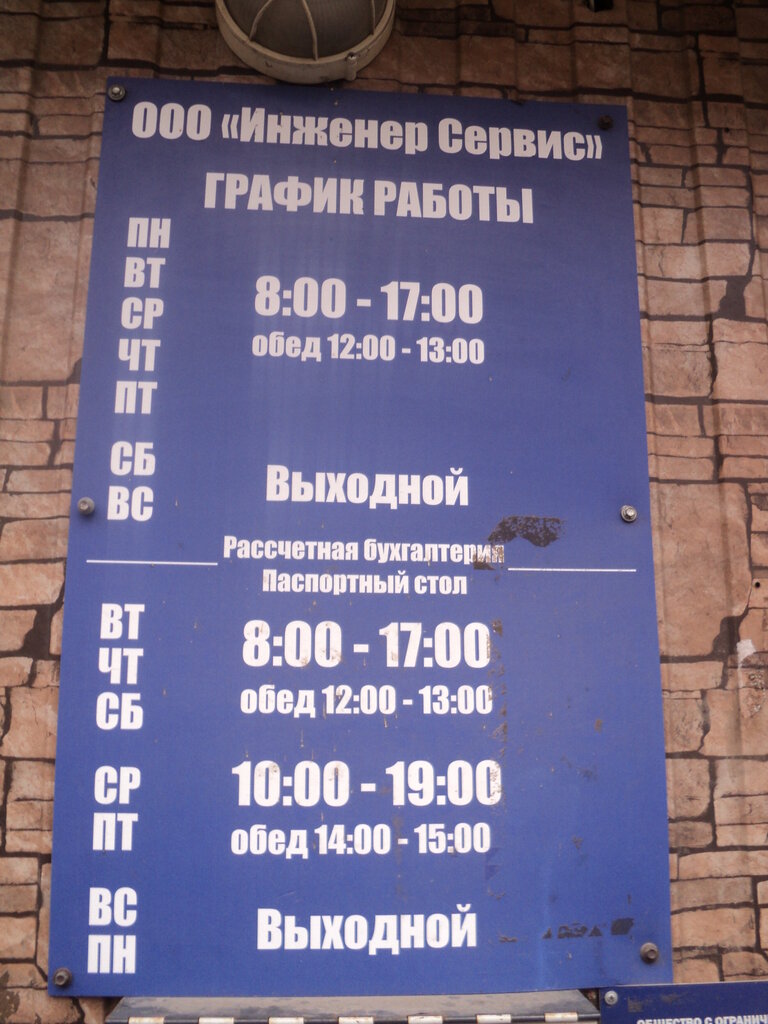 ООО «Инженер Сервис»
ГРАФИК РАБОТЫ
ПН
ВТ
СР
ЧТ
ПТ
8:00 - 17:00
обед 12:00 - 13:00
СБ
ВС
Выходной
Рассчетная бухгалтерия
Паспортный стол
ВТ
ЧТ
СБ
8:00 - 17:00
обед 12:00 - 13:00
СР
ПТ
10:00 - 19:00
обед 14:00 - 15:00
ВС
ПН
Выходной
ОБЩЕСТВО С ОГРАНИЧ